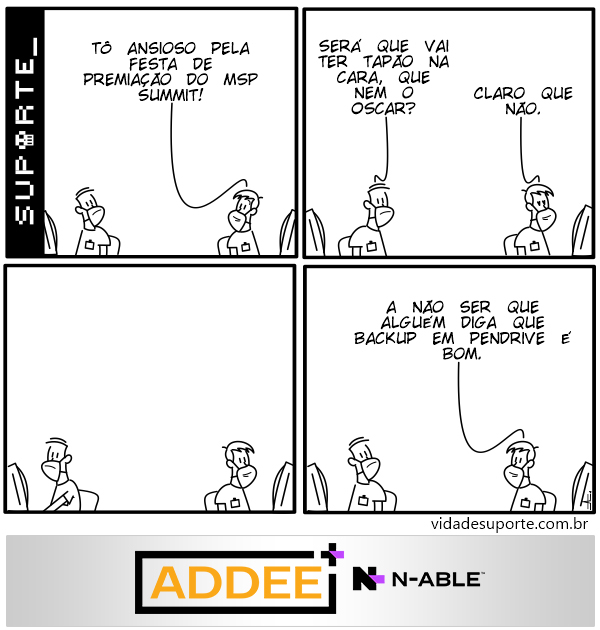 SUPORTE_
TÔ ANSIOSO PELA
FESTA DE
PREMIAÇÃO DO MSP
SUMMIT!
SERÁ QUE VAI
TER TAPÃO NA
CARA, QUE
NEM O
OSCAR?
CLARO QUE
NÃO.
A NÃO SER QUE
ALGUÉM DIGA QUE
BACKUP EM PENDRIVE É
BOM.
vidadesuporte.com.br
ADDEE+
N-ABLE™